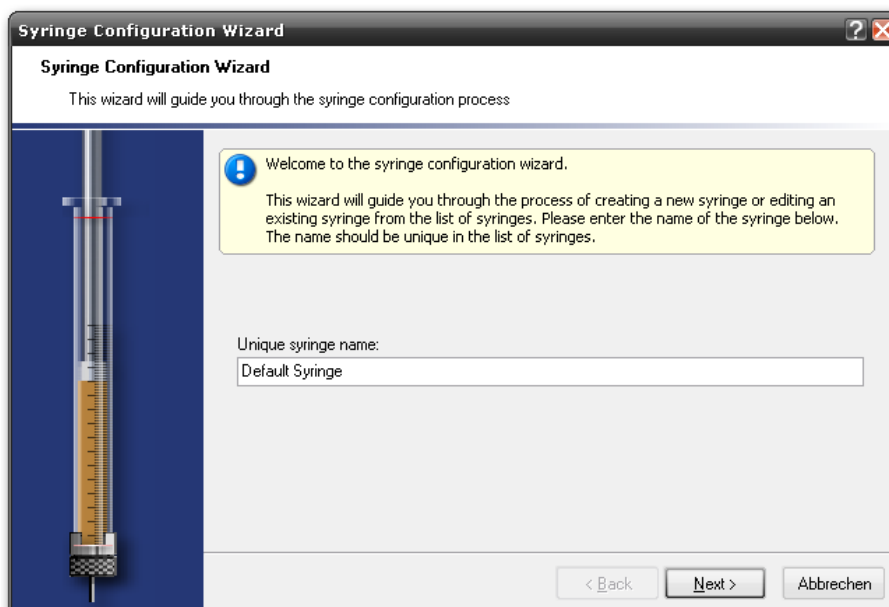 Syringe Configuration Wizard
Syringe Configuration Wizard
This wizard will guide you through the syringe configuration process
Welcome to the syringe configuration wizard.
This wizard will guide you through the process of creating a new syringe or editing an
existing syringe from the list of syringes. Please enter the name of the syringe below.
The name should be unique in the list of syringes.
Unique syringe name:
Default Syringe
< Back
Next >
Abbrechen